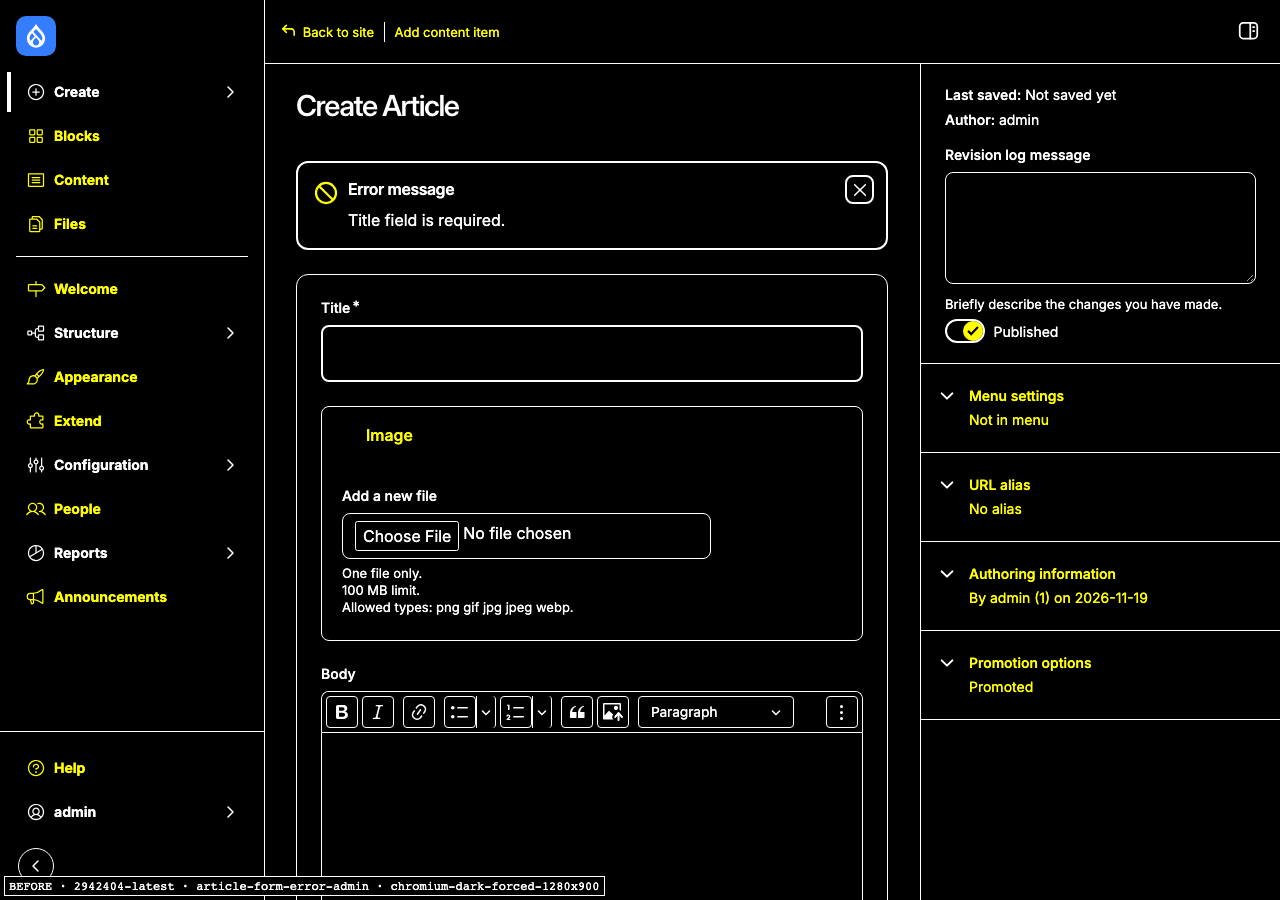 Create
Blocks
Content
Files
Welcome
Structure
Appearance
Extend
Configuration
People
Reports
Announcements
Help
admin
Back to site
Add content item
Create Article
Error message
Title field is required.
Title*
Image
Add a new file
Choose File No file chosen
One file only.
100 MB limit.
Allowed types: png gif jpg jpeg webp.
Body
B I Paragraph
Last saved: Not saved yet
Author: admin
Revision log message
Briefly describe the changes you have made.
Published
Menu settings
Not in menu
URL alias
No alias
Authoring information
By admin (1) on 2026-11-19
Promotion options
Promoted
BEFORE · 2942404-latest · article-form-error-admin · chromium-dark-forced-1280x900